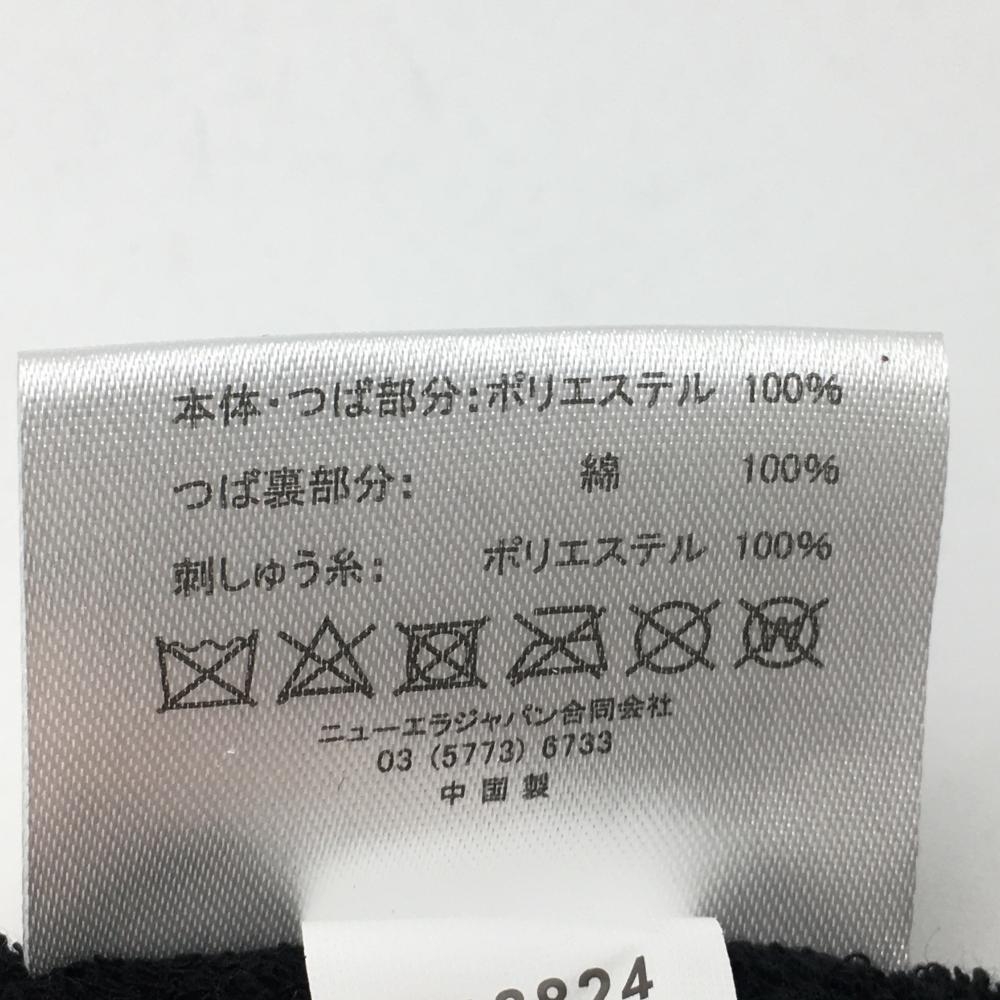 本体・つば部分:ポリエステル 100%
つば裏部分: 綿 100%
刺しゅう糸: ポリエステル 100%
W
ニューエラジャパン合同会社
03 (5773) 6733
中国製